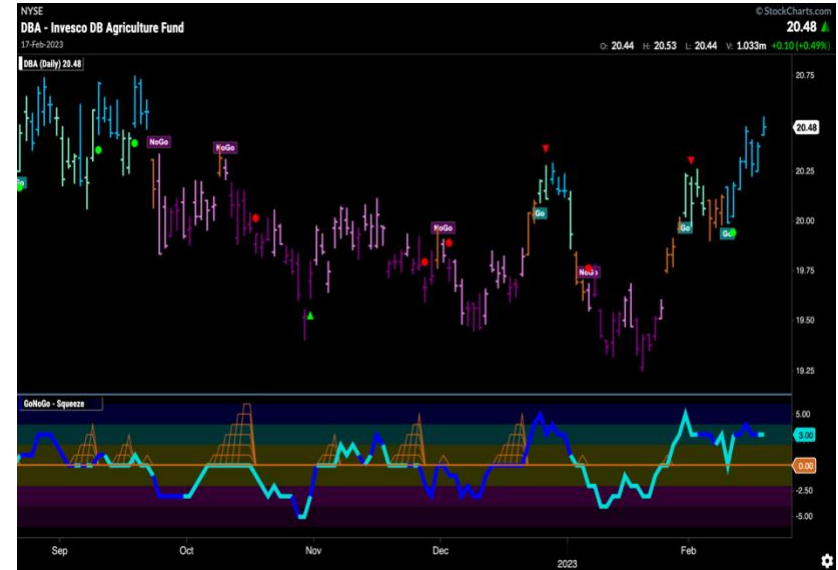 NYSE
© StockCharts.com
DBA - Invesco DB Agriculture Fund
20.48
17-Feb-2023
O: 20.44 H: 20.53 L: 20.44 V: 1.033m +0.10 (+0.49%)
DBA (Daily) 20.48
20.75
20.48
NoGo
NoGo
20.25
Go
Go
20.00
NoGo
Go
Go
19.75
NoGo
19.50
19.25
GoNoGo - Squeeze
5.00
3.00
0.00
-2.50
-5.00
Sep Oct Nov Dec Feb
2023